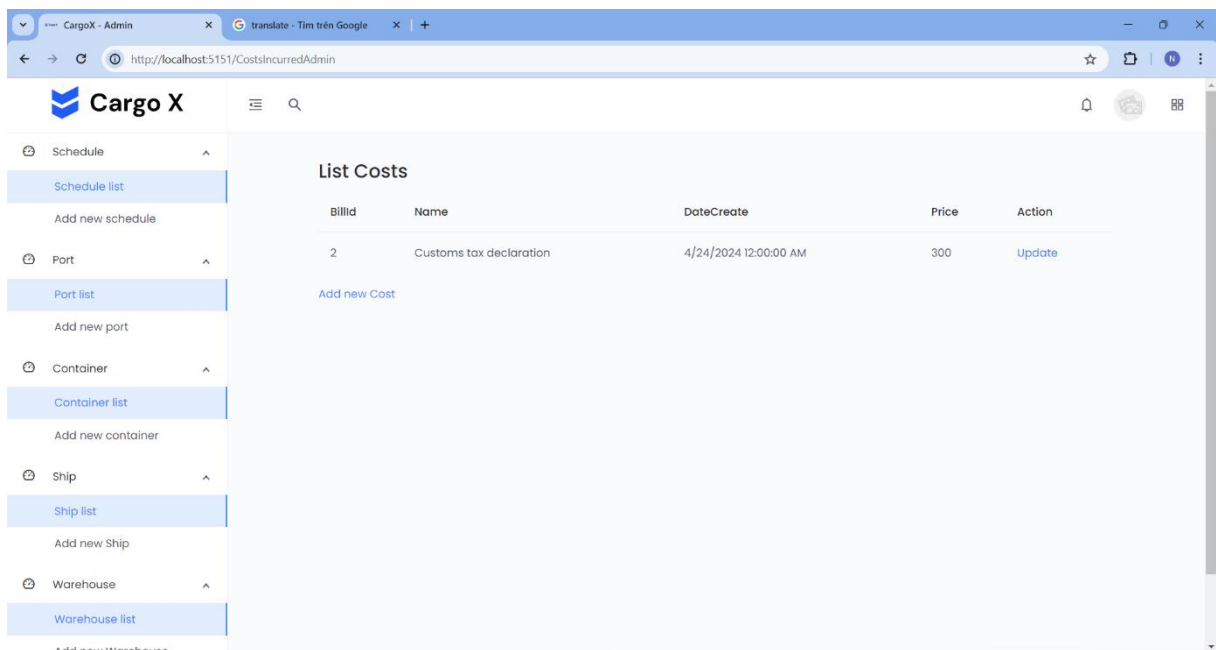 CargoX - Admin
translate - Tìm trên Google
http://localhost:5151/CostsIncurredAdmin
N
Cargo X
Schedule
Schedule list
Add new schedule
Port
Port list
Add new port
Container
Container list
Add new container
Ship
Ship list
Add new Ship
Warehouse
Warehouse list
Add new Warehouse
List Costs
BillId Name DateCreate Price Action
2 Customs tax declaration 4/24/2024 12:00:00 AM 300 Update
Add new Cost